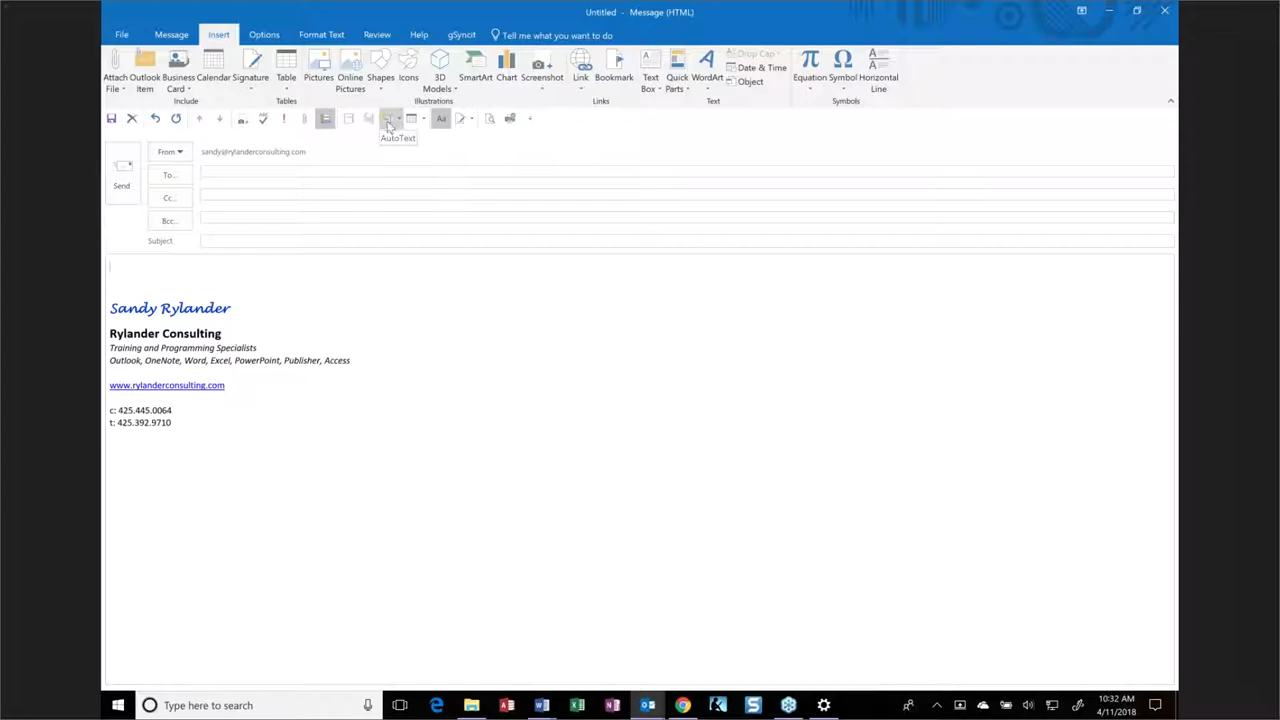 Untitled - Message (HTML)
File Message Insert Options Format Text Review Help gSyncit Tell me what you want to do
Attach File Outlook Item Business Card Calendar Signature Table Pictures Online Pictures Shapes Icons 3D Models SmartArt Chart Screenshot Link Bookmark Text Box Quick Parts WordArt Drop Cap Equation Symbol Horizontal Line
Date & Time
Object
Include Tables Illustrations Links Text Symbols
Aa
AutoText
From sandy@rylanderconsulting.com
To...
Send
Cc...
Bcc...
Subject
Sandy Rylander
Rylander Consulting
Training and Programming Specialists
Outlook, OneNote, Word, Excel, PowerPoint, Publisher, Access
www.rylanderconsulting.com
c: 425.445.0064
t: 425.392.9710
Type here to search
10:32 AM
4/11/2018